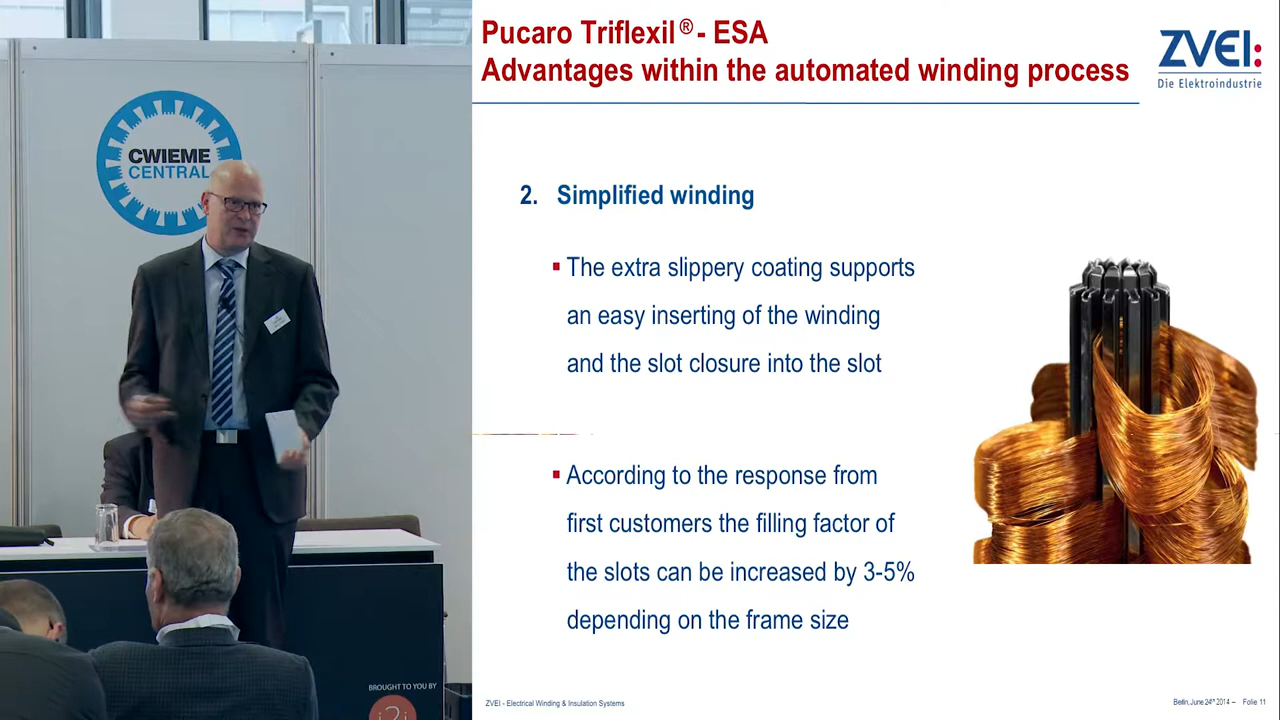 CWIEME
CENTRAL
BROUGHT TO YOU BY
i2i
Pucaro Triflexil® - ESA
Advantages within the automated winding process
ZVEI:
Die Elektroindustrie
2. Simplified winding
▪ The extra slippery coating supports
an easy inserting of the winding
and the slot closure into the slot
▪ According to the response from
first customers the filling factor of
the slots can be increased by 3-5%
depending on the frame size
ZVEI - Electrical Winding & Insulation Systems
Berlin, June 24th 2014 – Folie 11